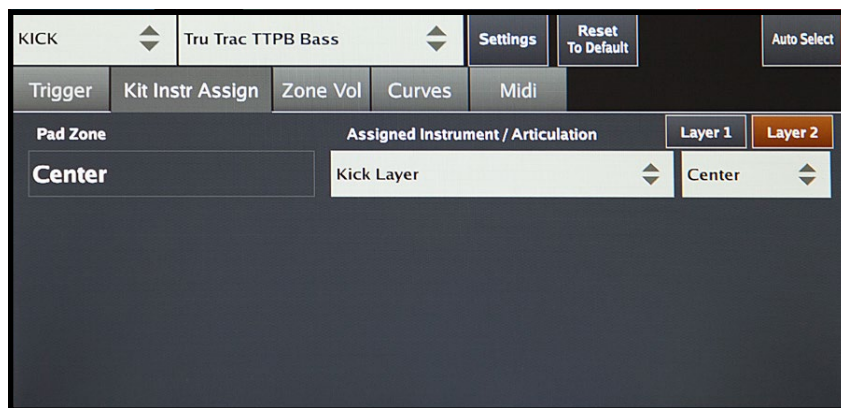 KICK
Tru Trac TTPB Bass
Settings
Reset
To Default
Auto Select
Trigger
Kit Instr Assign
Zone Vol
Curves
Midi
Pad Zone
Assigned Instrument / Articulation
Layer 1
Layer 2
Center
Kick Layer
Center